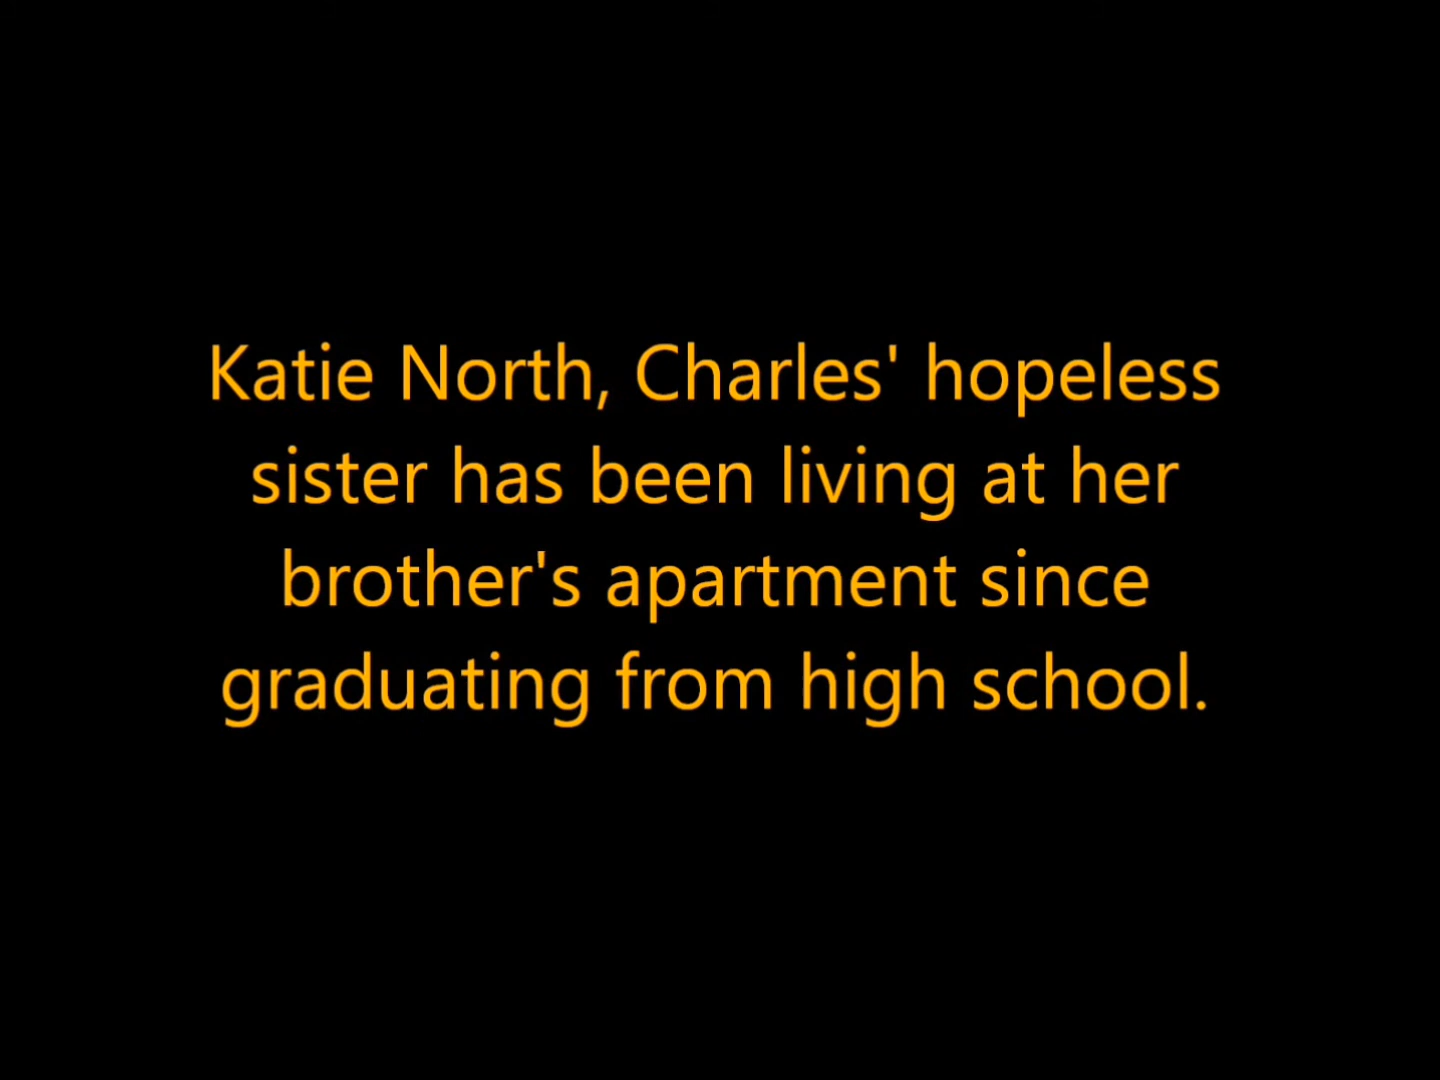 Katie North, Charles' hopeless
sister has been living at her
brother's apartment since
graduating from high school.